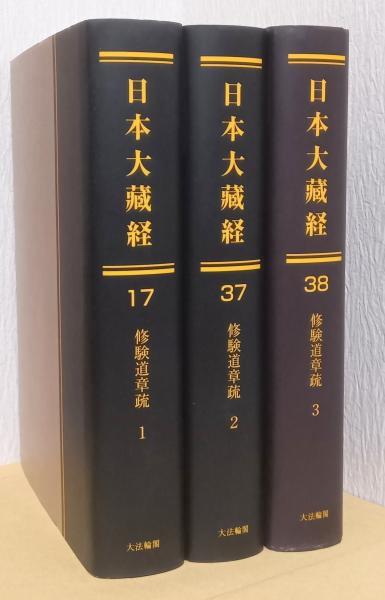 日本大藏経
17
修験道章疏 1
大法輪閣
日本大藏経
37
修験道章疏 2
大法輪閣
日本大藏経
38
修験道章疏 3
大法輪閣